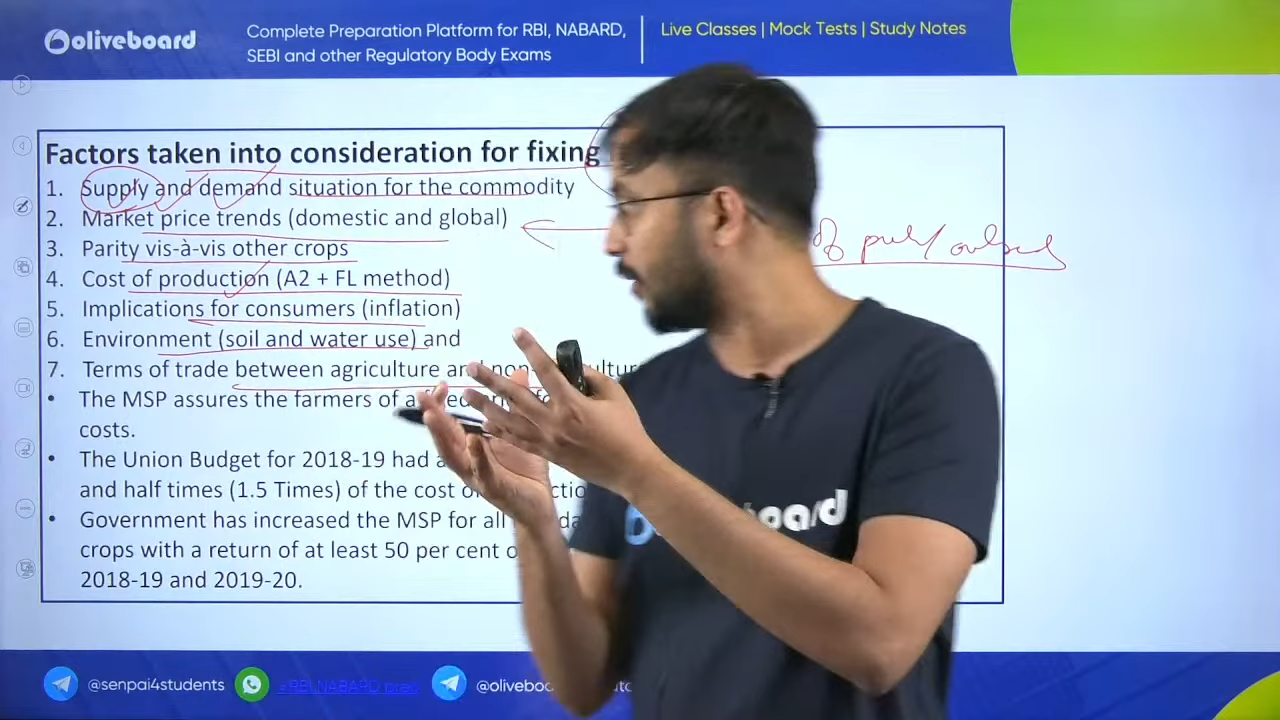 oliveboard
Complete Preparation Platform for RBI, NABARD,
SEBI and other Regulatory Body Exams
Live Classes | Mock Tests | Study Notes
Factors taken into consideration for fixing
1. Supply and demand situation for the commodity
2. Market price trends (domestic and global)
3. Parity vis-à-vis other crops
4. Cost of production (A2 + FL method)
5. Implications for consumers (inflation)
6. Environment (soil and water use) and
7. Terms of trade between agriculture and
• The MSP assures the farmers of a
costs.
• The Union Budget for 2018-19 had
and half times (1.5 Times) of the cost
• Government has increased the MSP for all
crops with a return of at least 50 per cent
2018-19 and 2019-20.
@senpai4students